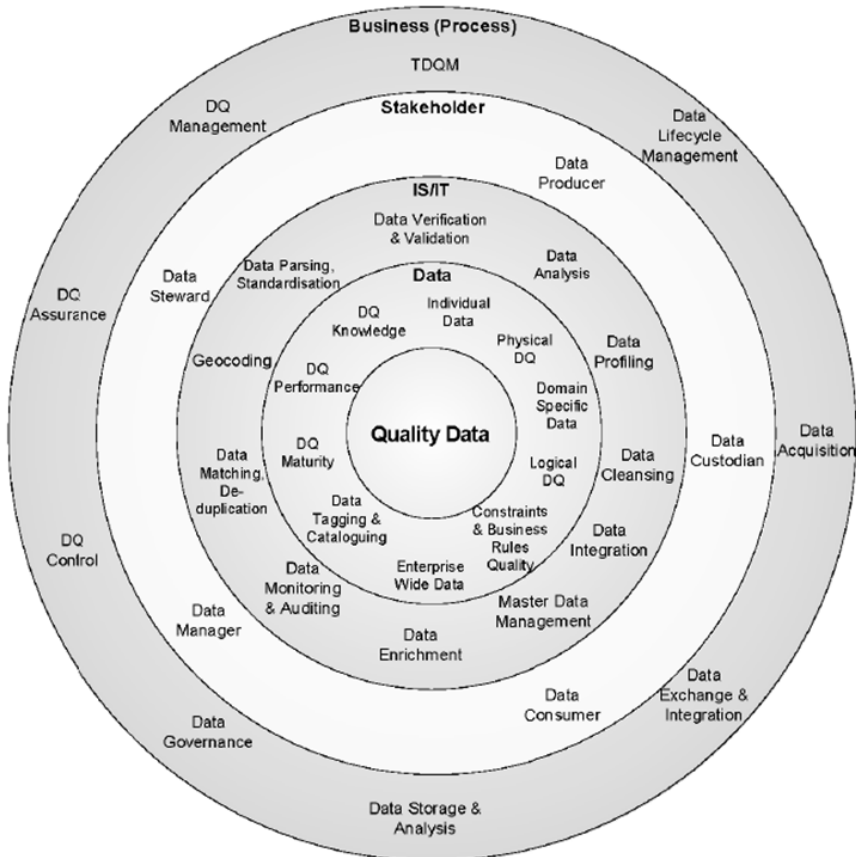 Business (Process)
TDQM
DQ
Management
Data
Lifecycle
Management
Data
Acquisition
Data
Exchange &
Integration
Data Storage &
Analysis
Data
Governance
DQ
Control
DQ
Assurance
Stakeholder
Data
Producer
Data
Custodian
Data
Consumer
Data
Manager
Data
Steward
IS/IT
Data Verification
& Validation
Data
Analysis
Data
Profiling
Data
Cleansing
Data
Integration
Master Data
Management
Data
Enrichment
Data
Monitoring
& Auditing
Data
Matching,
De-
duplication
Geocoding
Data Parsing,
Standardisation
Data
Individual
Data
Physical
DQ
Domain
Specific
Data
Logical
DQ
Constraints
& Business
Rules
Quality
Enterprise
Wide Data
Data
Tagging &
Cataloguing
DQ
Maturity
DQ
Performance
DQ
Knowledge
Quality Data